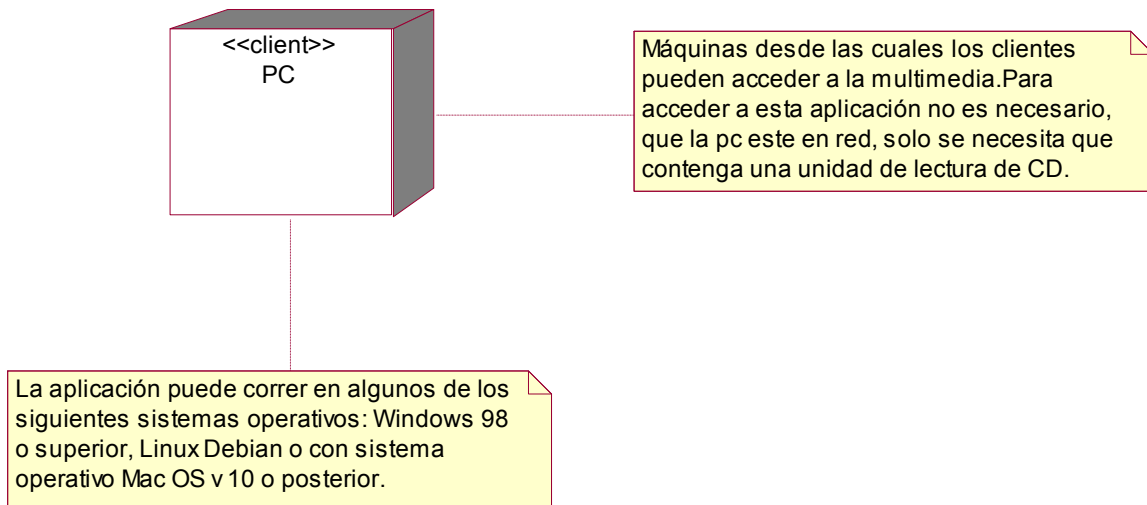 <<client>>
PC
Máquinas desde las cuales los clientes
pueden acceder a la multimedia.Para
acceder a esta aplicación no es necesario,
que la pc este en red, solo se necesita que
contenga una unidad de lectura de CD.
La aplicación puede correr en algunos de los
siguientes sistemas operativos: Windows 98
o superior, Linux Debian o con sistema
operativo Mac OS v 10 o posterior.